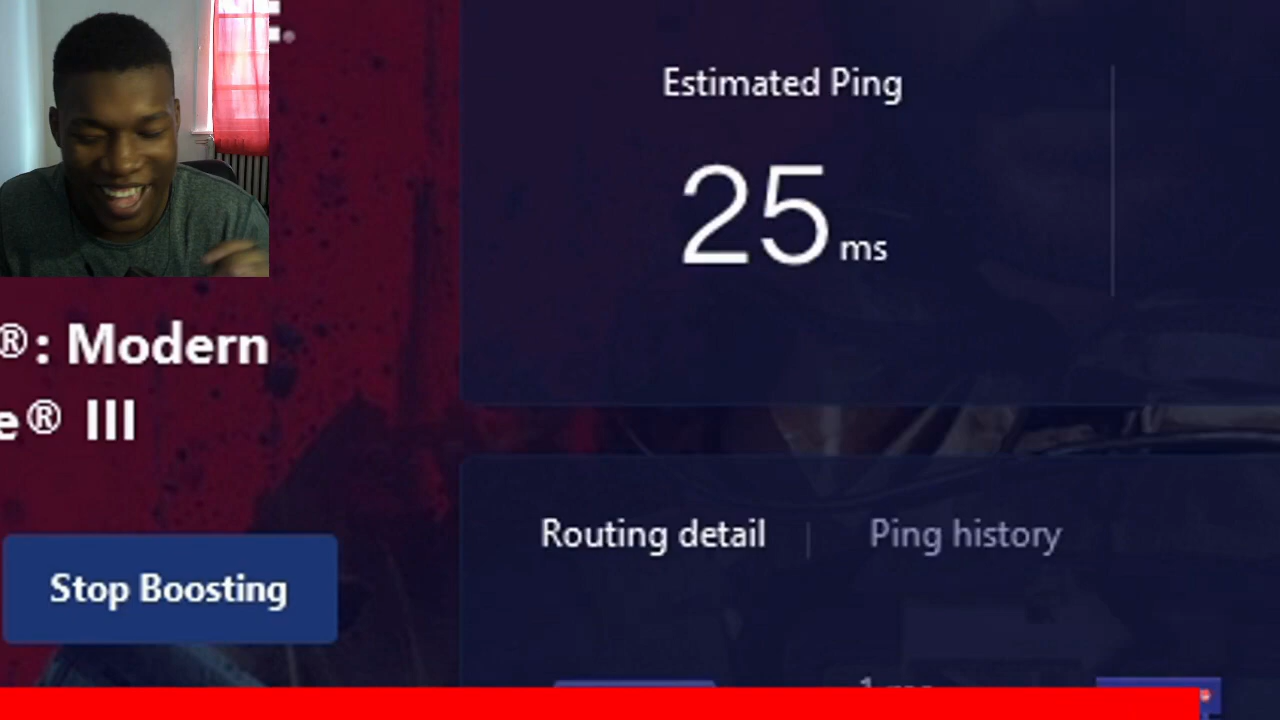 Estimated Ping
25 ms
®: Modern
e® III
Stop Boosting
Routing detail
Ping history